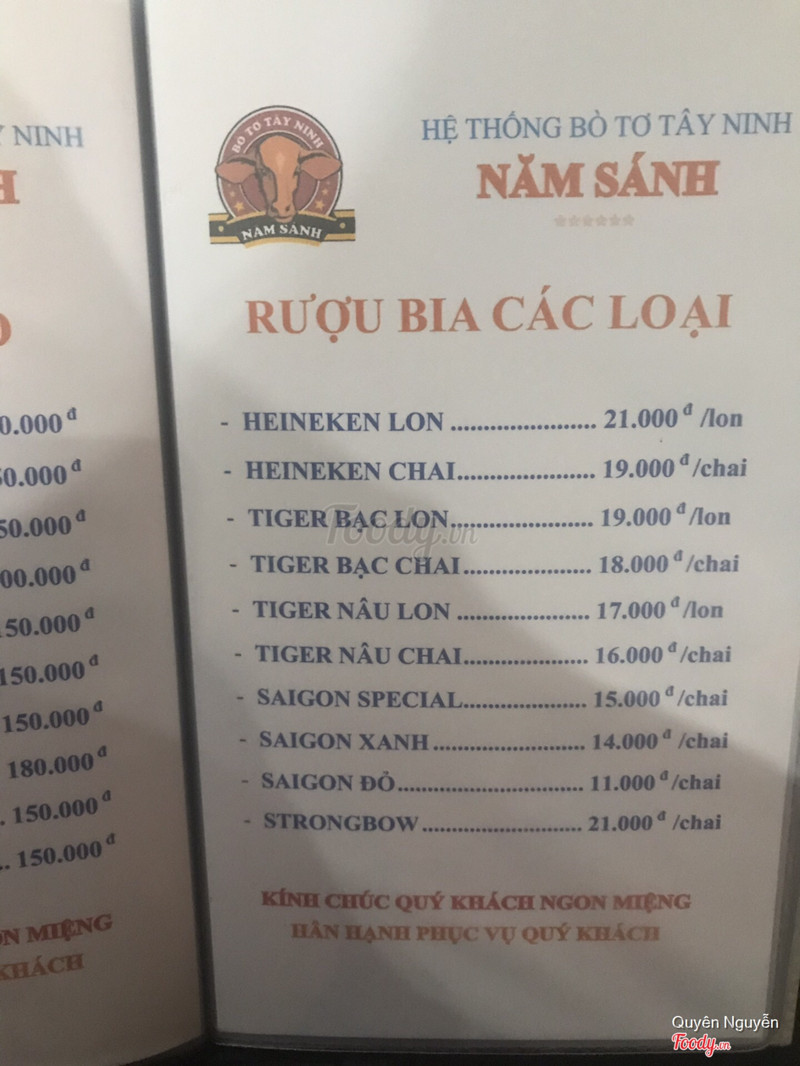 Y NINH
H
O
0.000 đ
50.000 đ
50.000 đ
00.000 đ
150.000 đ
150.000 đ
150.000 đ
180.000 đ
. 150.000 đ
.. 150.000 đ
ON MIỆNG
KHÁCH
BÒ TƠ TÂY NINH
NĂM SÁNH
HỆ THỐNG BÒ TƠ TÂY NINH
NĂM SÁNH
RƯỢU BIA CÁC LOẠI
- HEINEKEN LON ...................... 21.000 đ /lon
- HEINEKEN CHAI...................... 19.000 đ /chai
- TIGER BẠC LON...................... 19.000 đ /lon
- TIGER BẠC CHAI.................... 18.000 đ /chai
- TIGER NÂU LON .................... 17.000 đ /lon
- TIGER NÂU CHAI................... 16.000 đ /chai
- SAIGON SPECIAL................... 15.000 đ /chai
- SAIGON XANH ....................... 14.000 đ /chai
- SAIGON ĐỎ............................ 11.000 đ /chai
- STRONGBOW ........................ 21.000 đ /chai
KÍNH CHÚC QUÝ KHÁCH NGON MIỆNG
HÂN HẠNH PHỤC VỤ QUÝ KHÁCH
Foody.vn
Quyên Nguyễn
Foody.vn